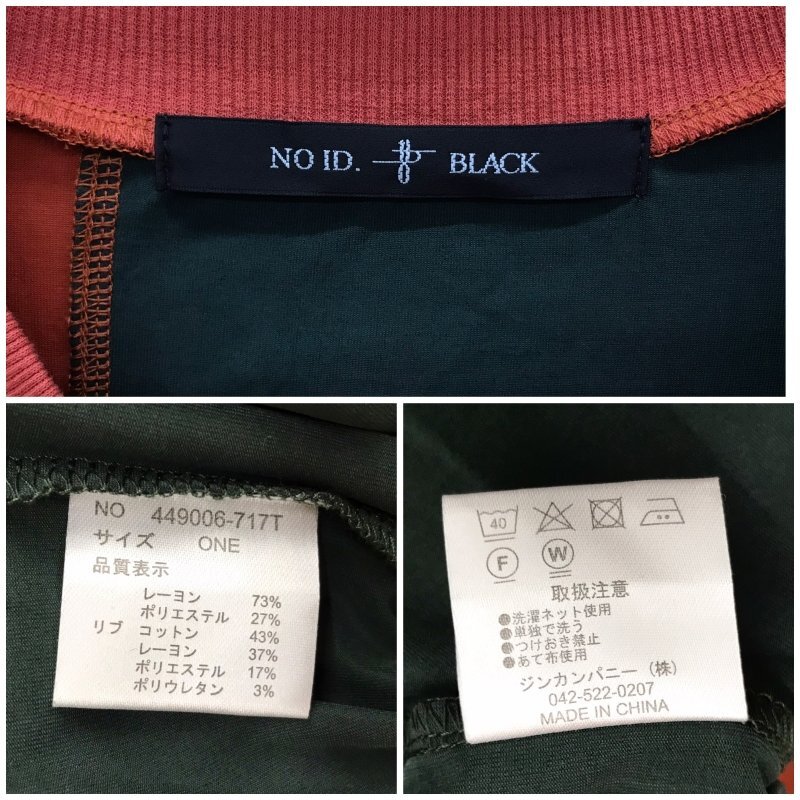 NO ID. BLACK
NO 449006-717T
サイズ ONE
品質表示
レーヨン 73%
ポリエステル 27%
リブ コットン 43%
レーヨン 37%
ポリエステル 17%
ポリウレタン 3%
40
F W
取扱注意
●洗濯ネット使用
●単独で洗う
●つけおき禁止
●あて布使用
ジンカンパニー(株)
042-522-0207
MADE IN CHINA